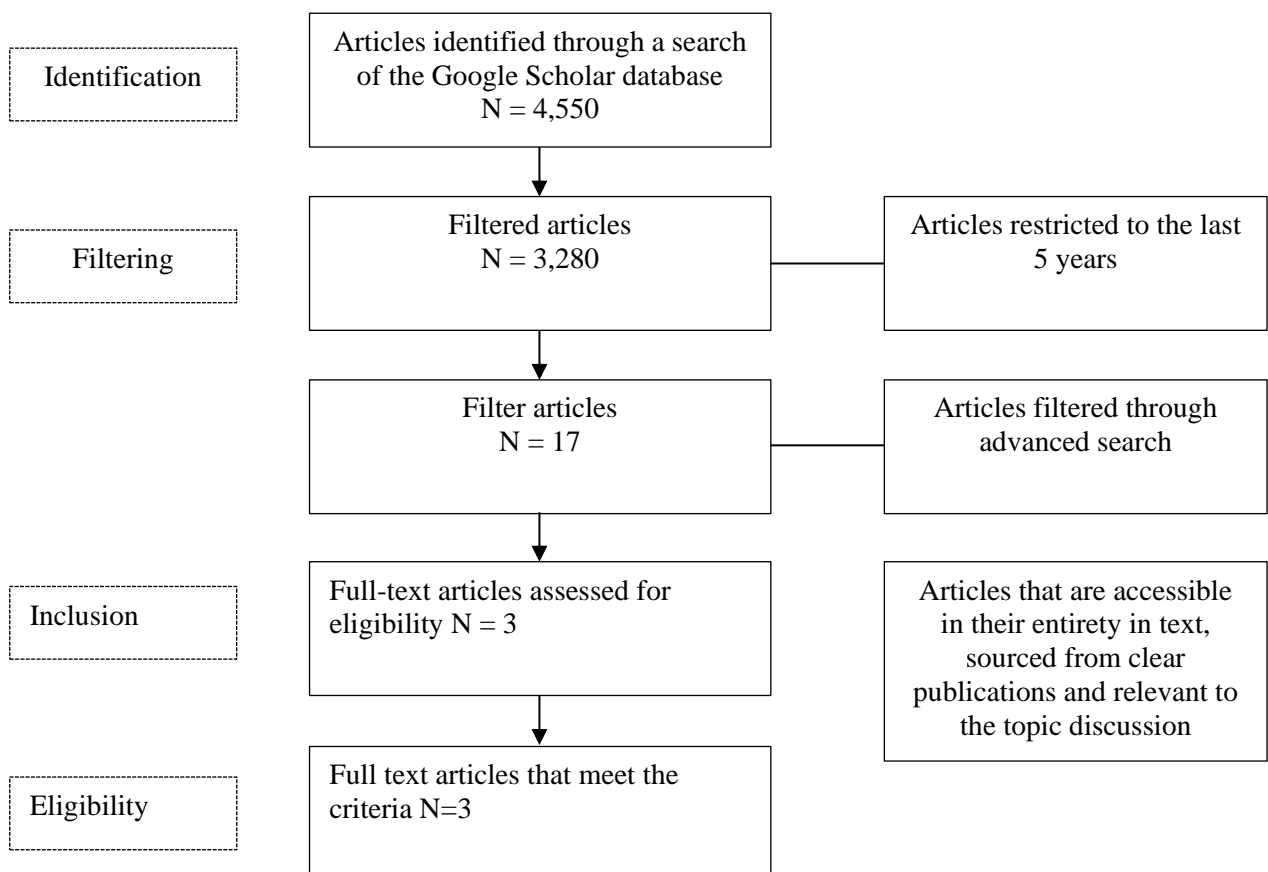 Identification
Articles identified through a search
of the Google Scholar database
N = 4,550
Filtering
Filtered articles
N = 3,280
Articles restricted to the last
5 years
Filter articles
N = 17
Articles filtered through
advanced search
Inclusion
Full-text articles assessed for
eligibility N = 3
Articles that are accessible
in their entirety in text,
sourced from clear
publications and relevant to
the topic discussion
Eligibility
Full text articles that meet the
criteria N=3